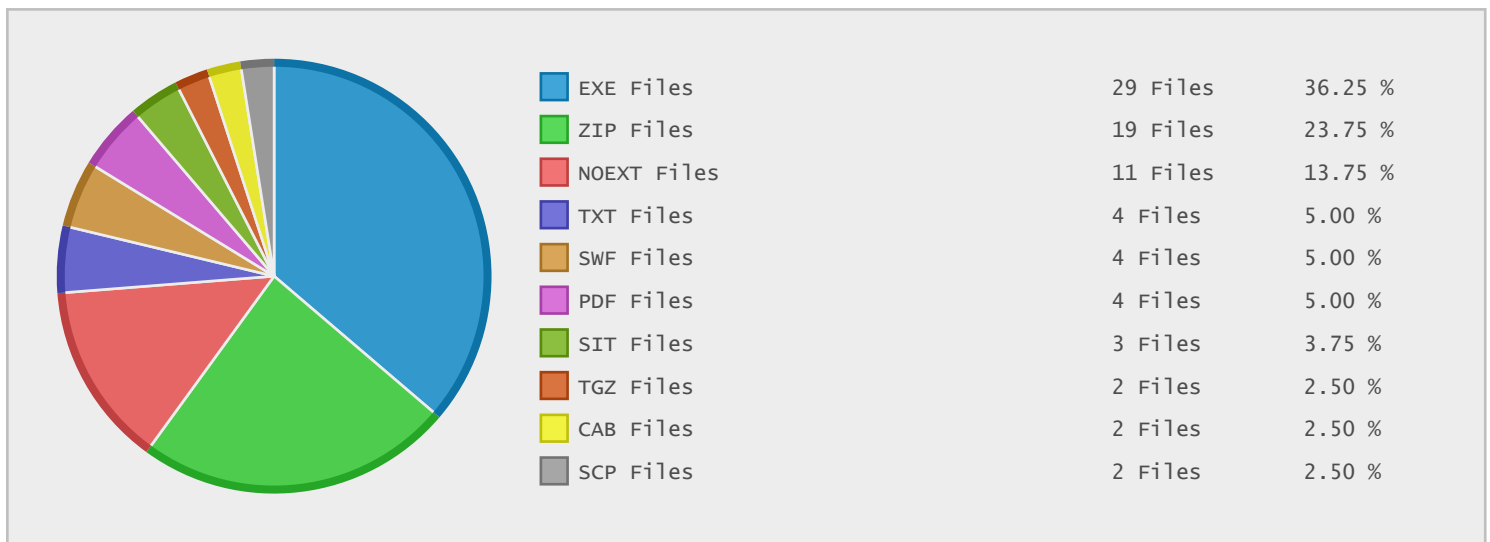 EXE Files 29 Files 36.25 %
ZIP Files 19 Files 23.75 %
NOEXT Files 11 Files 13.75 %
TXT Files 4 Files 5.00 %
SWF Files 4 Files 5.00 %
PDF Files 4 Files 5.00 %
SIT Files 3 Files 3.75 %
TGZ Files 2 Files 2.50 %
CAB Files 2 Files 2.50 %
SCP Files 2 Files 2.50 %